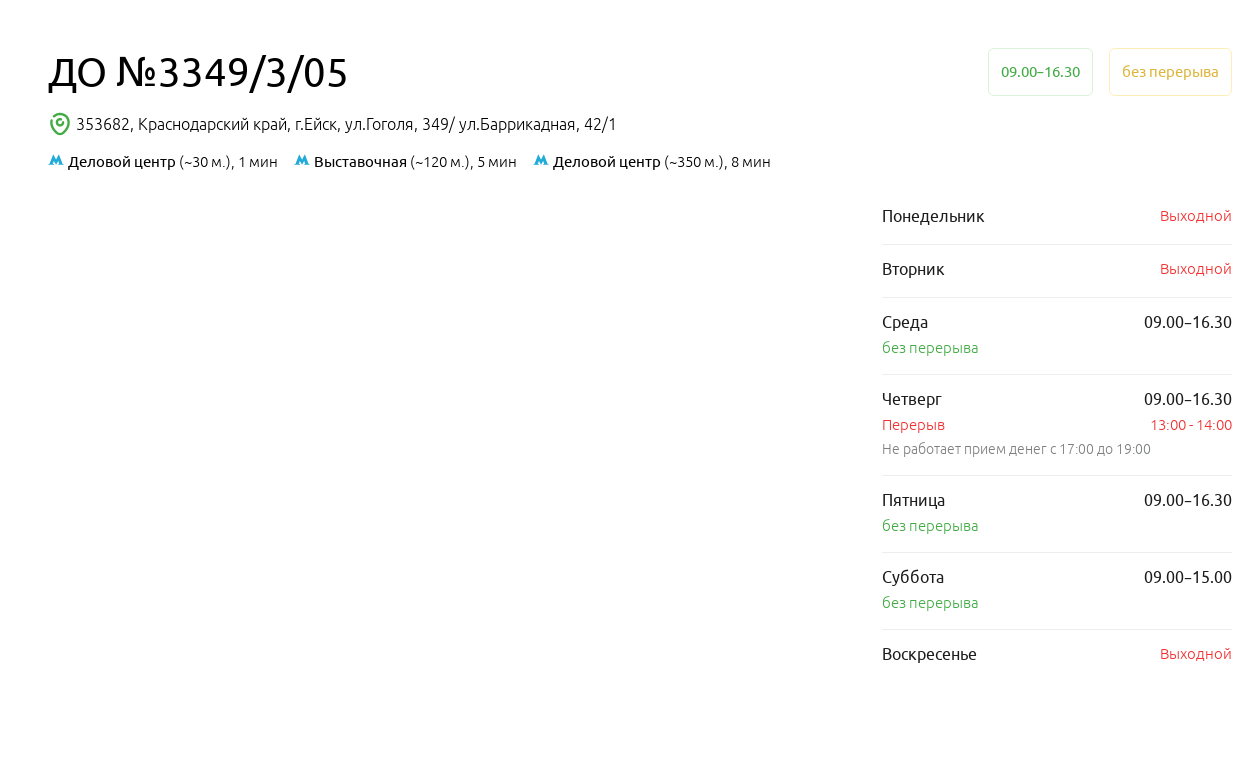 ДО №3349/3/05
09.00–16.30
без перерыва
353682, Краснодарский край, г.Ейск, ул.Гоголя, 349/ ул.Баррикадная, 42/1
Деловой центр (~30 м.), 1 мин Выставочная (~120 м.), 5 мин Деловой центр (~350 м.), 8 мин
Понедельник Выходной
Вторник Выходной
Среда 09.00–16.30
без перерыва
Четверг 09.00–16.30
Перерыв 13:00 - 14:00
Не работает прием денег с 17:00 до 19:00
Пятница 09.00–16.30
без перерыва
Суббота 09.00–15.00
без перерыва
Воскресенье Выходной